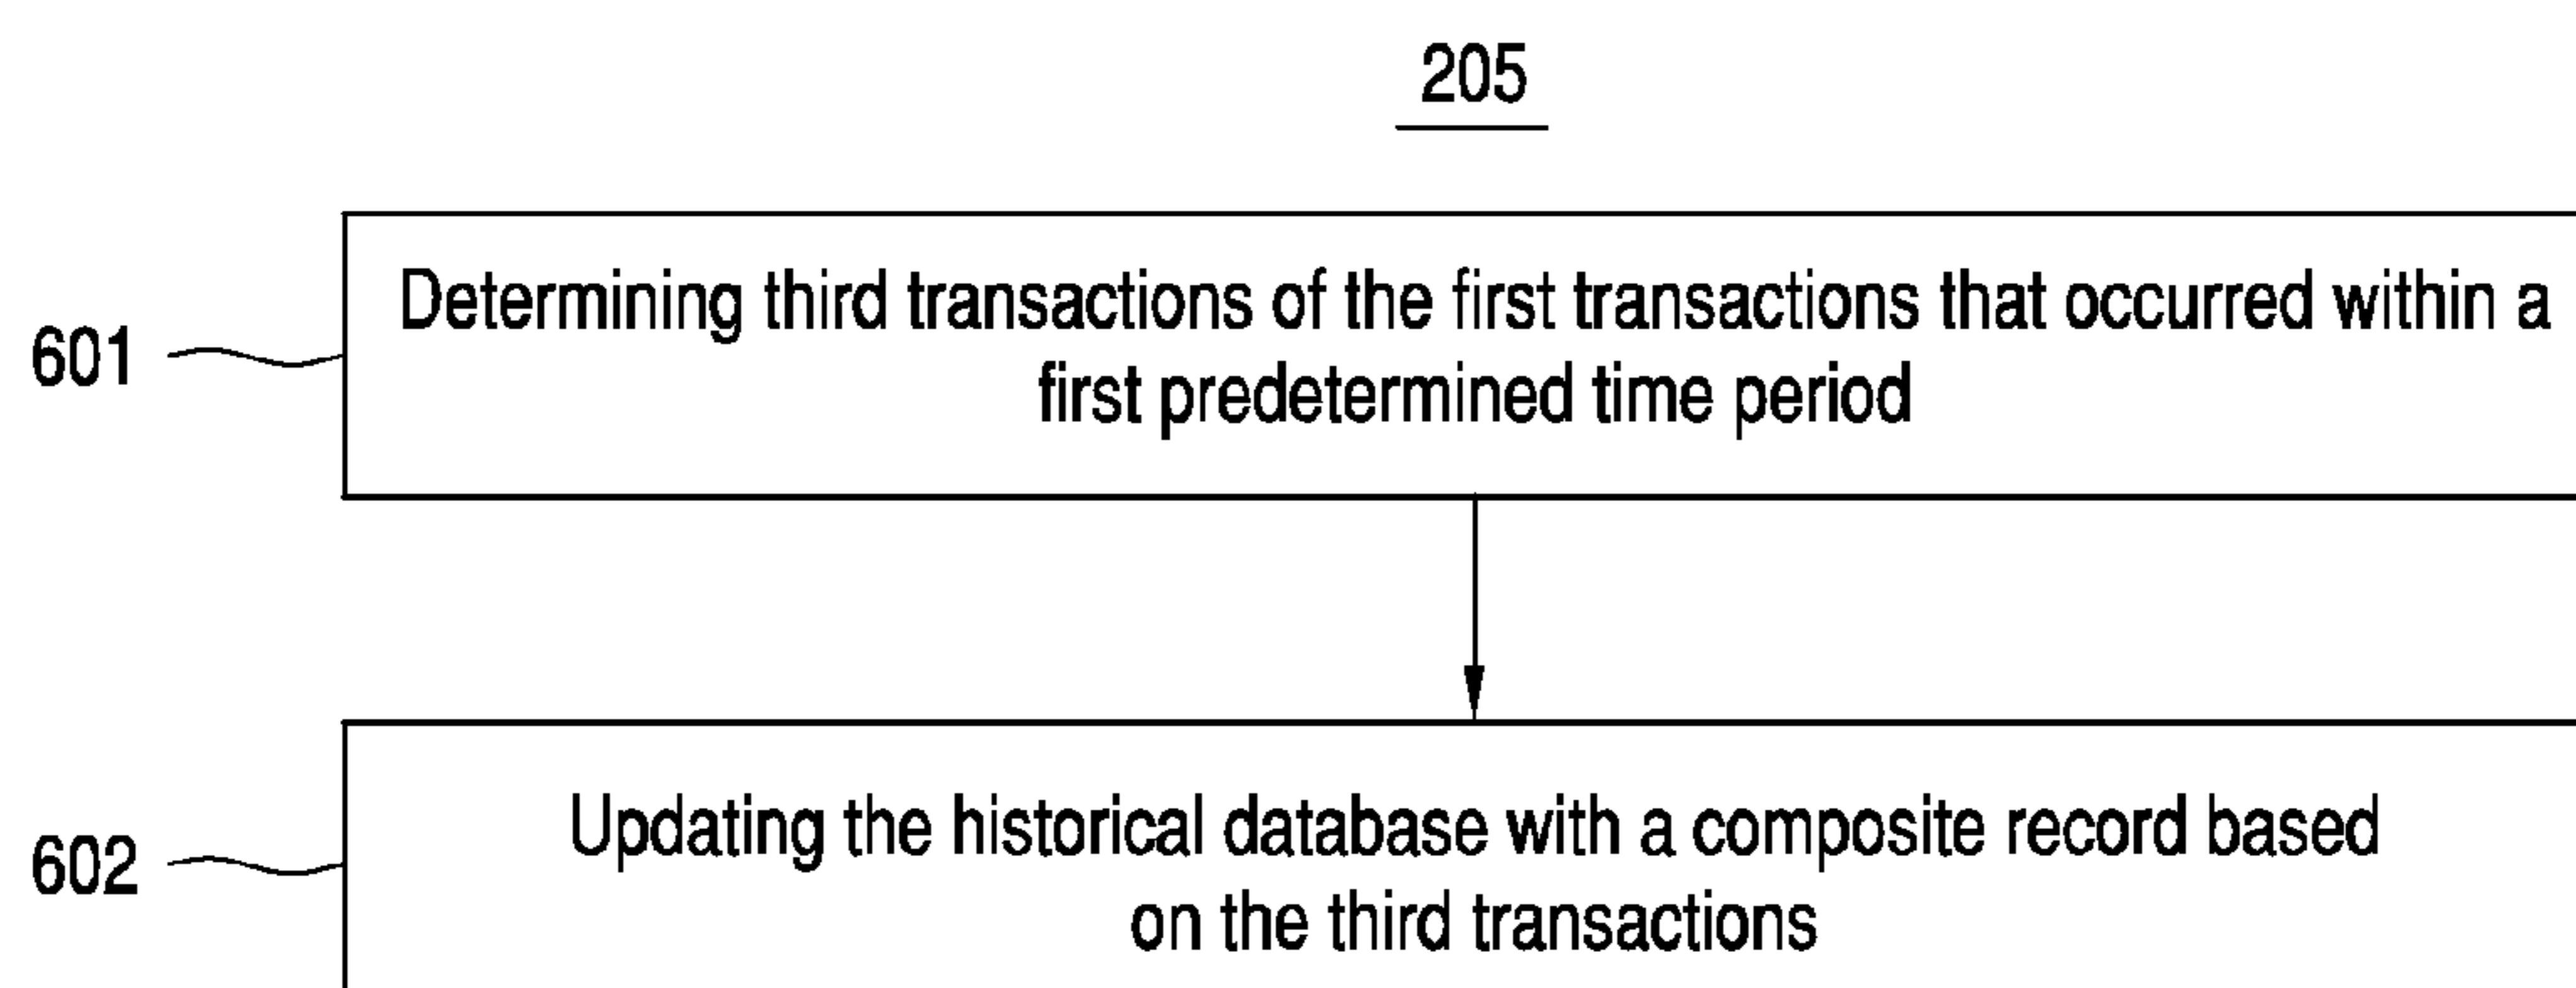 205
601
Determining third transactions of the first transactions that occurred within a
first predetermined time period
602
Updating the historical database with a composite record based
on the third transactions